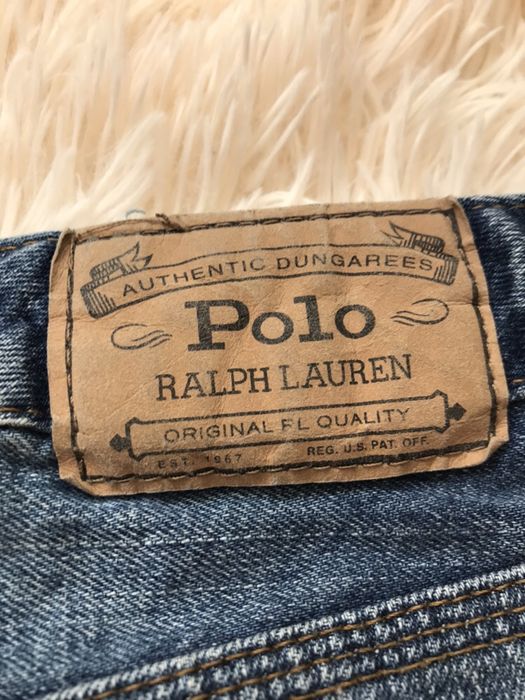 AUTHENTIC DUNGAREES
Polo
RALPH LAUREN
ORIGINAL RL QUALITY
EST. 1967 REG. U.S. PAT. OFF.